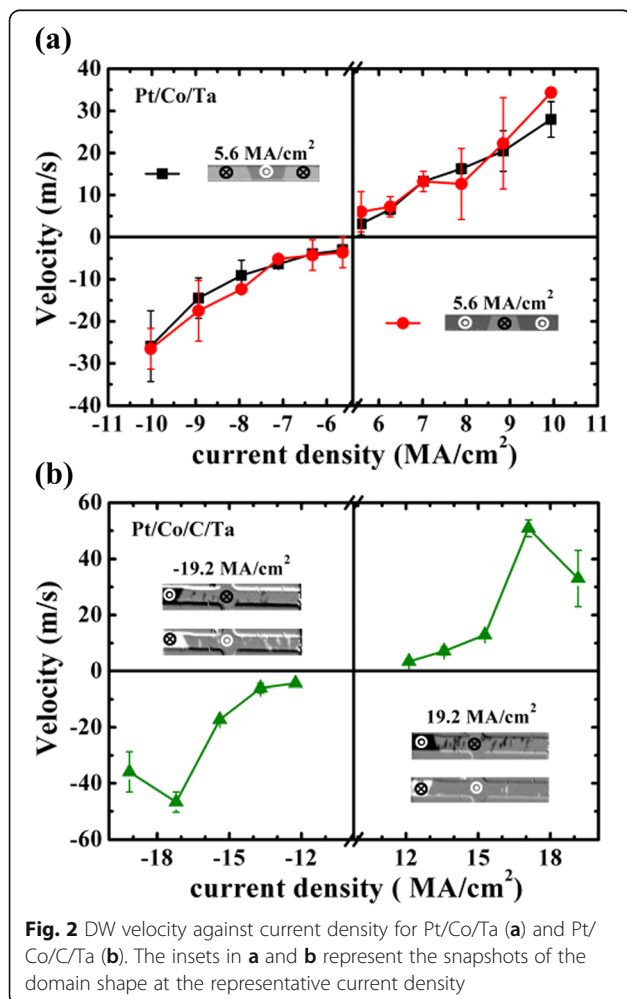 (a)
Pt/Co/Ta
5.6 MA/cm²
5.6 MA/cm²
Velocity (m/s)
40
30
20
10
0
-10
-20
-30
-40
-11 -10 -9 -8 -7 -6 6 7 8 9 10 11
current density (MA/cm²)
(b)
Pt/Co/C/Ta
-19.2 MA/cm²
19.2 MA/cm²
Velocity (m/s)
60
40
20
0
-20
-40
-60
-18 -15 -12 12 15 18
current density ( MA/cm²)
Fig. 2 DW velocity against current density for Pt/Co/Ta (a) and Pt/
Co/C/Ta (b). The insets in a and b represent the snapshots of the
domain shape at the representative current density